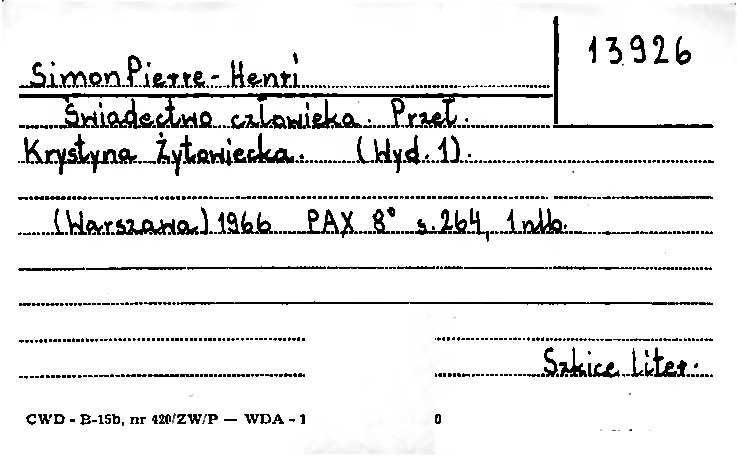 13926
Simon Pierre-Henri
Świadectwo człowieka. Przeł.
Krystyna Żytowiecka. (Wyd. 1).
(Warszawa) 1966 PAX 8° s. 264, 1 nlb.
Szkice liter.
CWD - B-15b, nr 420/ZW/P — WDA - 1 0